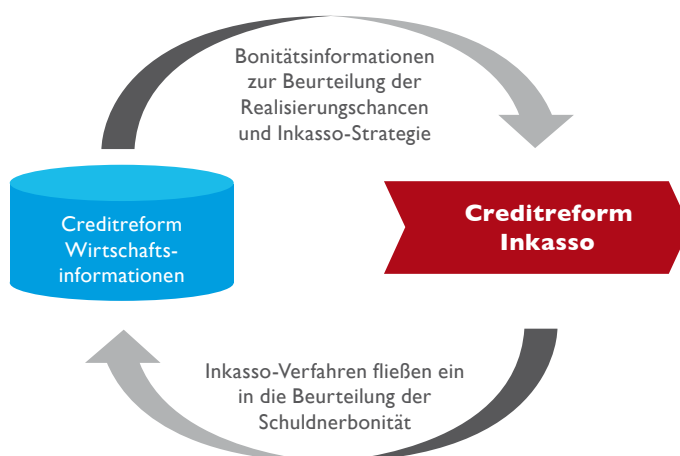 Bonitätsinformationen
zur Beurteilung der
Realisierungschancen
und Inkasso-Strategie
Creditreform
Wirtschafts-
informationen
Creditreform
Inkasso
Inkasso-Verfahren fließen ein
in die Beurteilung der
Schuldnerbonität